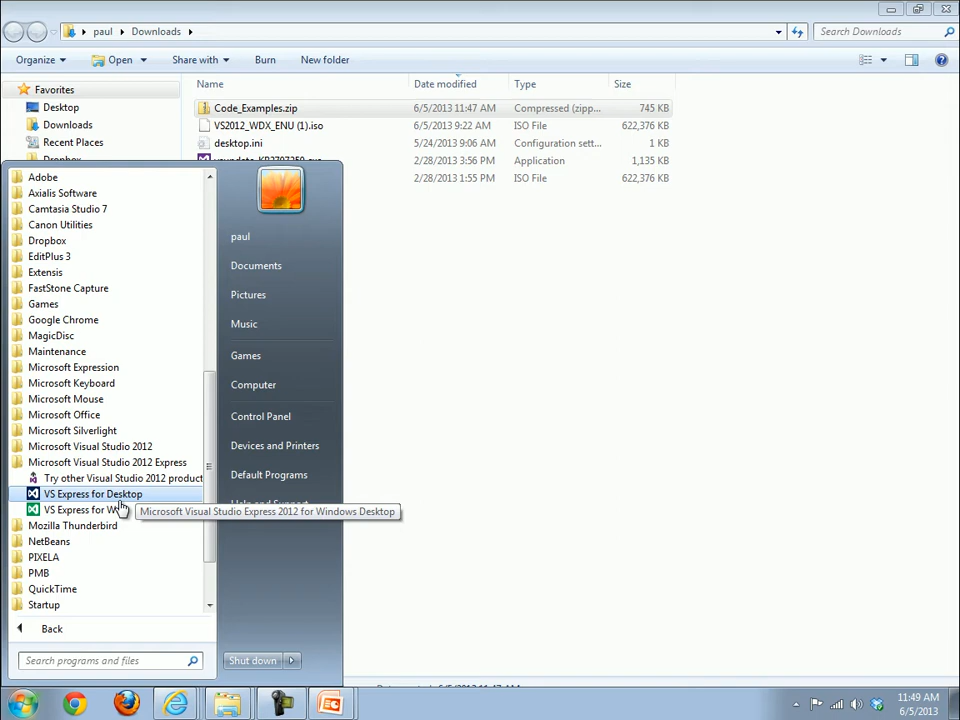 paul ▸ Downloads ▸
Search Downloads
Organize Open Share with Burn New folder
Name Date modified Type Size
Favorites
Desktop
Downloads
Recent Places
Dropbox
Code_Examples.zip 6/5/2013 11:47 AM Compressed (zipp... 745 KB
VS2012_WDX_ENU (1).iso 6/5/2013 9:22 AM ISO File 622,376 KB
desktop.ini 5/24/2013 9:06 AM Configuration sett... 1 KB
vsupdate_KB2707250.exe 2/28/2013 3:56 PM Application 1,135 KB
2/28/2013 1:55 PM ISO File 622,376 KB
Adobe
Axialis Software
Camtasia Studio 7
Canon Utilities
Dropbox
EditPlus 3
Extensis
FastStone Capture
Games
Google Chrome
MagicDisc
Maintenance
Microsoft Expression
Microsoft Keyboard
Microsoft Mouse
Microsoft Office
Microsoft Silverlight
Microsoft Visual Studio 2012
Microsoft Visual Studio 2012 Express
Try other Visual Studio 2012 product
VS Express for Desktop
VS Express for W
Mozilla Thunderbird
NetBeans
PIXELA
PMB
QuickTime
Startup
Back
Search programs and files
paul
Documents
Pictures
Music
Games
Computer
Control Panel
Devices and Printers
Default Programs
Help and Support
Microsoft Visual Studio Express 2012 for Windows Desktop
Shut down
11:49 AM
6/5/2013